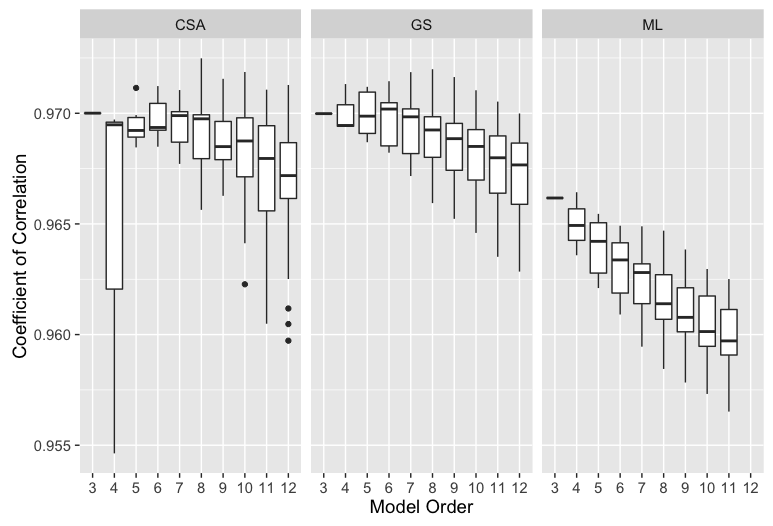 CSA GS ML
0.970
0.965
0.960
0.955
Coefficient of Correlation
3 4 5 6 7 8 9 10 11 12 3 4 5 6 7 8 9 10 11 12 3 4 5 6 7 8 9 10 11 12
Model Order